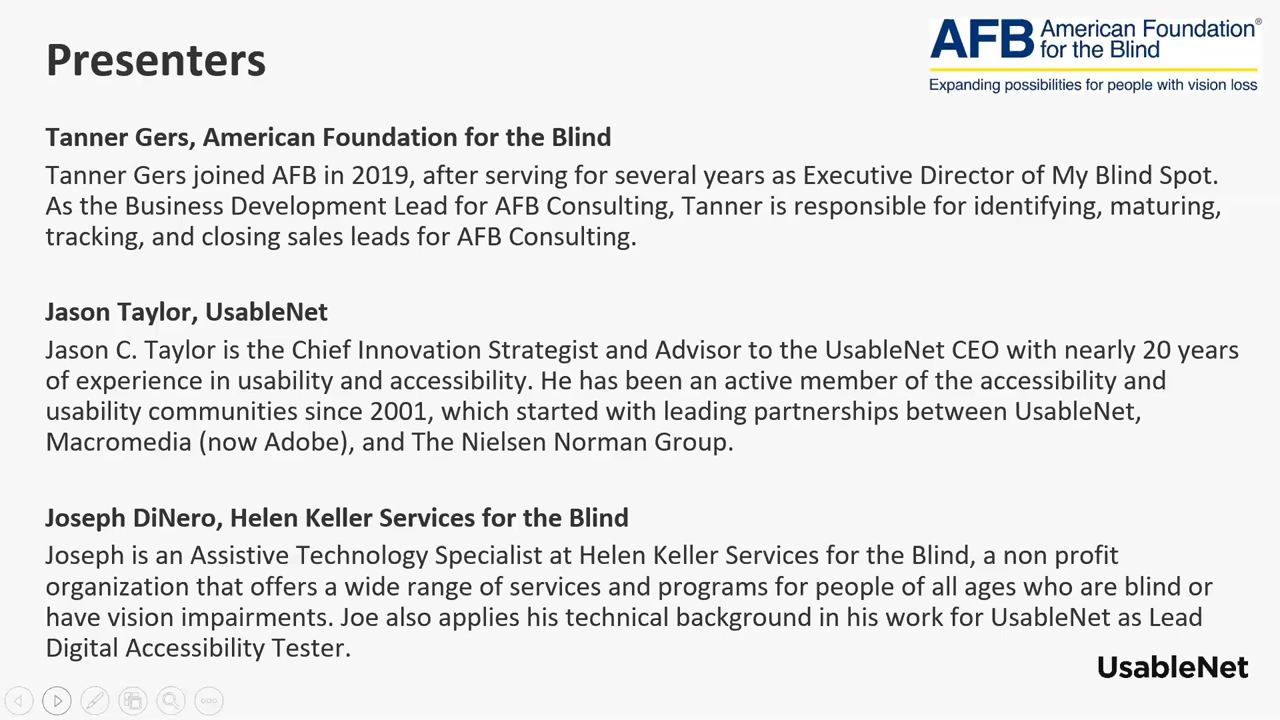 Presenters
AFB American Foundation®
for the Blind
Expanding possibilities for people with vision loss
Tanner Gers, American Foundation for the Blind
Tanner Gers joined AFB in 2019, after serving for several years as Executive Director of My Blind Spot.
As the Business Development Lead for AFB Consulting, Tanner is responsible for identifying, maturing,
tracking, and closing sales leads for AFB Consulting.
Jason Taylor, UsableNet
Jason C. Taylor is the Chief Innovation Strategist and Advisor to the UsableNet CEO with nearly 20 years
of experience in usability and accessibility. He has been an active member of the accessibility and
usability communities since 2001, which started with leading partnerships between UsableNet,
Macromedia (now Adobe), and The Nielsen Norman Group.
Joseph DiNero, Helen Keller Services for the Blind
Joseph is an Assistive Technology Specialist at Helen Keller Services for the Blind, a non profit
organization that offers a wide range of services and programs for people of all ages who are blind or
have vision impairments. Joe also applies his technical background in his work for UsableNet as Lead
Digital Accessibility Tester.
UsableNet